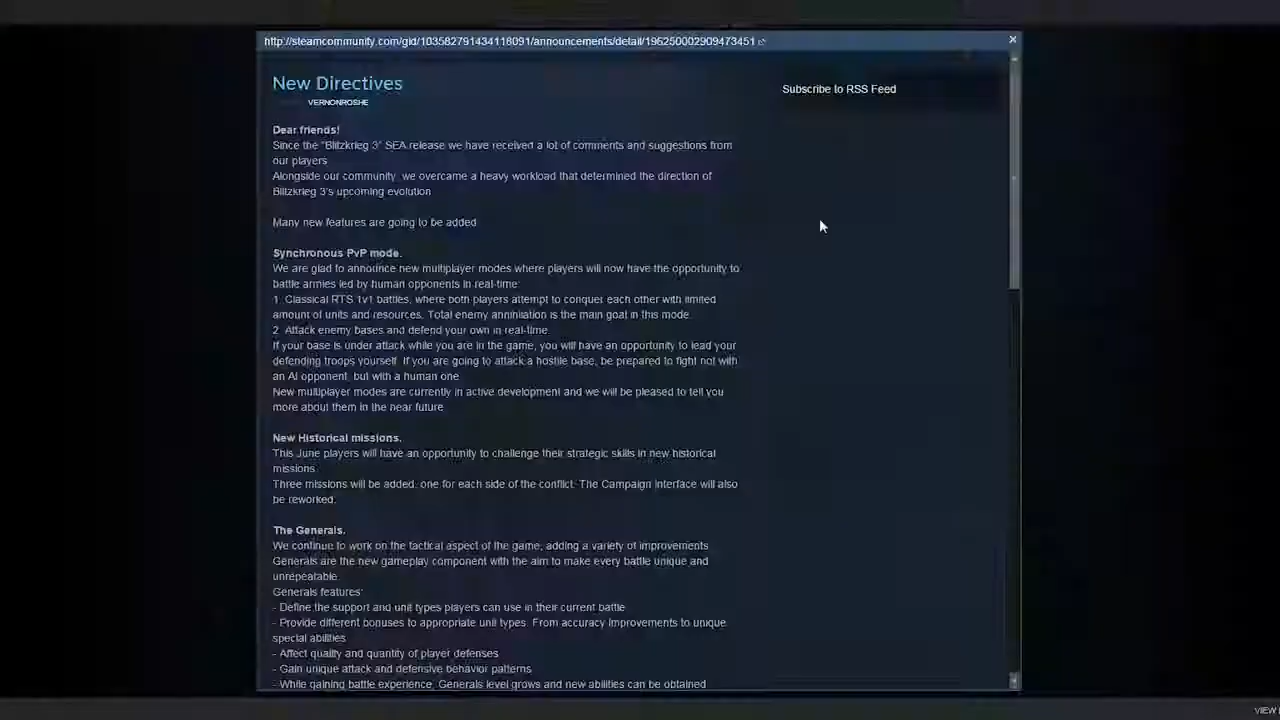 http://steamcommunity.com/gid/103582791434118091/announcements/detail/196250002909473451
New Directives
Subscribe to RSS Feed
VERNONROSHE
Dear friends!
Since the "Blitzkrieg 3" SEA release we have received a lot of comments and suggestions from
our players
Alongside our community, we overcame a heavy workload that determined the direction of
Blitzkrieg 3's upcoming evolution
Many new features are going to be added
Synchronous PvP mode.
We are glad to announce new multiplayer modes where players will now have the opportunity to
battle armies led by human opponents in real-time:
1. Classical RTS 1v1 battles, where both players attempt to conquer each other with limited
amount of units and resources. Total enemy annihilation is the main goal in this mode.
2. Attack enemy bases and defend your own in real-time
If your base is under attack while you are in the game, you will have an opportunity to lead your
defending troops yourself. If you are going to attack a hostile base, be prepared to fight not with
an AI opponent, but with a human one
New multiplayer modes are currently in active development and we will be pleased to tell you
more about them in the near future
New Historical missions.
This June players will have an opportunity to challenge their strategic skills in new historical
missions.
Three missions will be added: one for each side of the conflict. The Campaign interface will also
be reworked.
The Generals.
We continue to work on the tactical aspect of the game, adding a variety of improvements
Generals are the new gameplay component with the aim to make every battle unique and
unrepeatable.
Generals features:
- Define the support and unit types players can use in their current battle
- Provide different bonuses to appropriate unit types. From accuracy improvements to unique
special abilities
- Affect quality and quantity of player defenses
- Gain unique attack and defensive behavior patterns
- While gaining battle experience, Generals level grows and new abilities can be obtained
VIEW